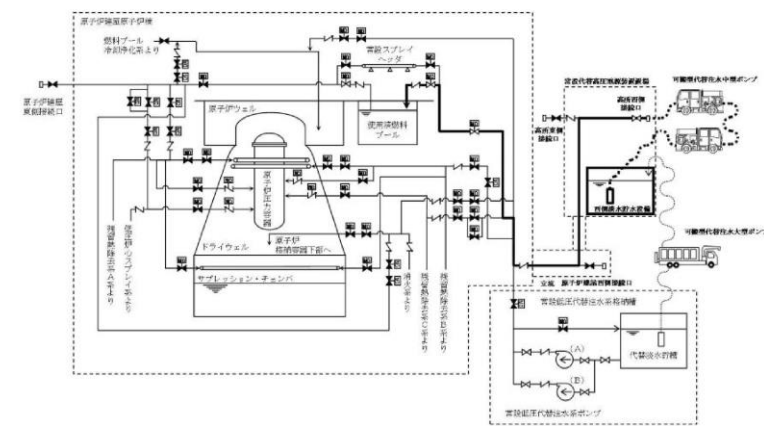 原子炉建屋原子炉棟
燃料プール
冷却浄化系より
常設スプレイ
ヘッダ
原子炉建屋
東側接続口
原子炉ウェル
使用済燃料
プール
常設代替高圧電源装置置場
可搬型代替注水中型ポンプ
高所西側
接続口
高所東側
接続口
西側淡水貯水設備
原子炉圧力容器
可搬型代替注水大型ポンプ
ドライウェル
原子炉
格納容器下部へ
サプレッション・チェンバ
残留熱除去系A系より
低圧炉心スプレイ系より
消火系より
残留熱除去系C系より
残留熱除去系B系より
原子炉建屋西側接続口
常設低圧代替注水系格納槽
(A)
(B)
代替淡水貯槽
常設低圧代替注水系ポンプ